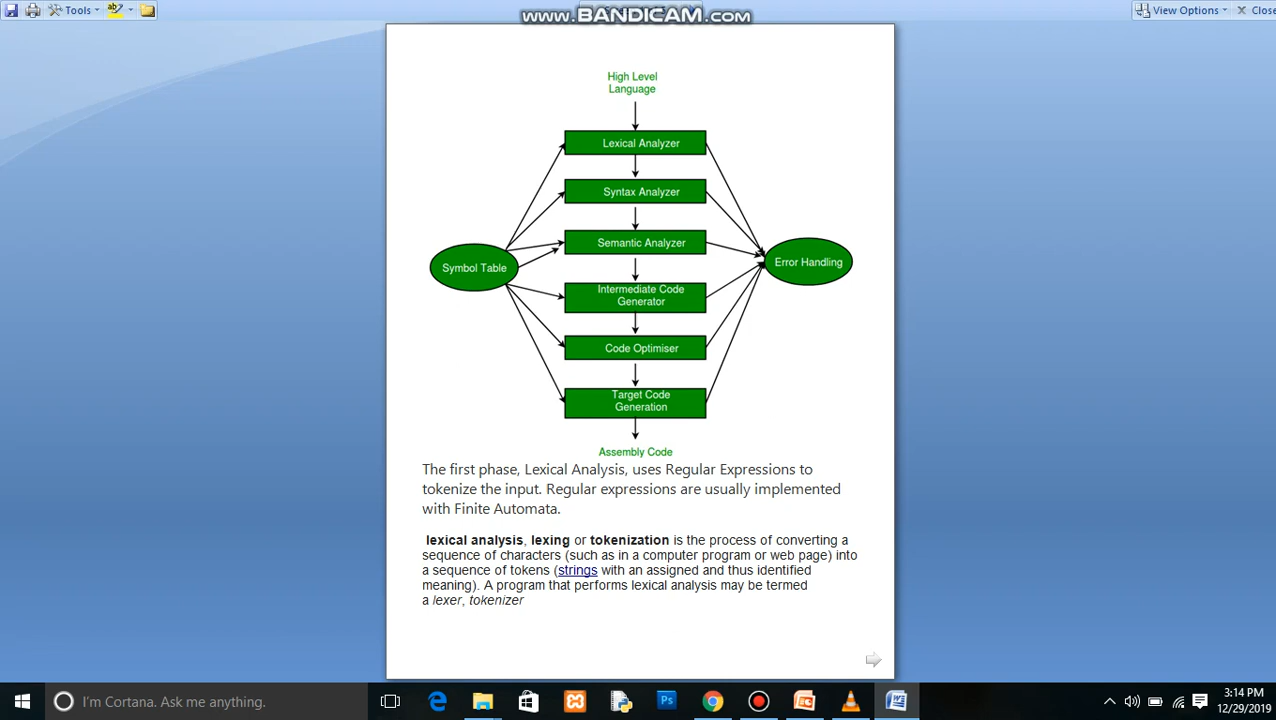 Tools
www.BANDICAM.com
View Options
Close
High Level
Language
Lexical Analyzer
Syntax Analyzer
Semantic Analyzer
Symbol Table
Error Handling
Intermediate Code
Generator
Code Optimiser
Target Code
Generation
Assembly Code
The first phase, Lexical Analysis, uses Regular Expressions to
tokenize the input. Regular expressions are usually implemented
with Finite Automata.
lexical analysis, lexing or tokenization is the process of converting a
sequence of characters (such as in a computer program or web page) into
a sequence of tokens (strings with an assigned and thus identified
meaning). A program that performs lexical analysis may be termed
a lexer, tokenizer
I'm Cortana. Ask me anything.
Ps
3:14 PM
12/29/2019